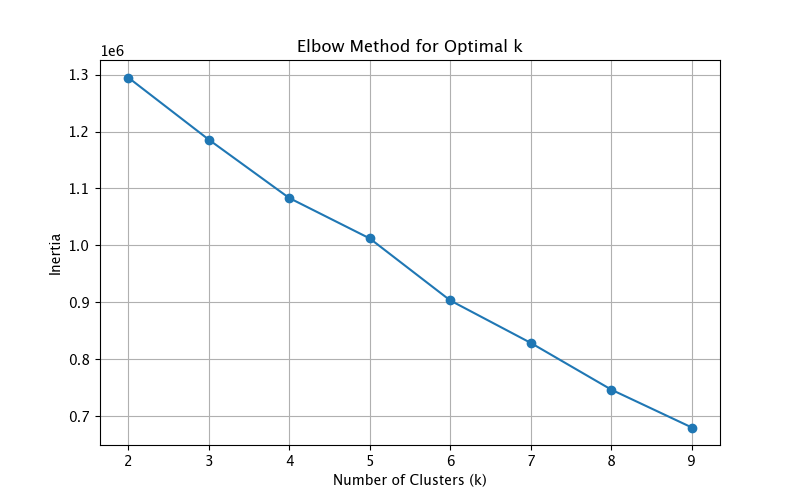 Elbow Method for Optimal k
1e6
1.3
1.2
1.1
1.0
0.9
0.8
0.7
Inertia
2 3 4 5 6 7 8 9
Number of Clusters (k)